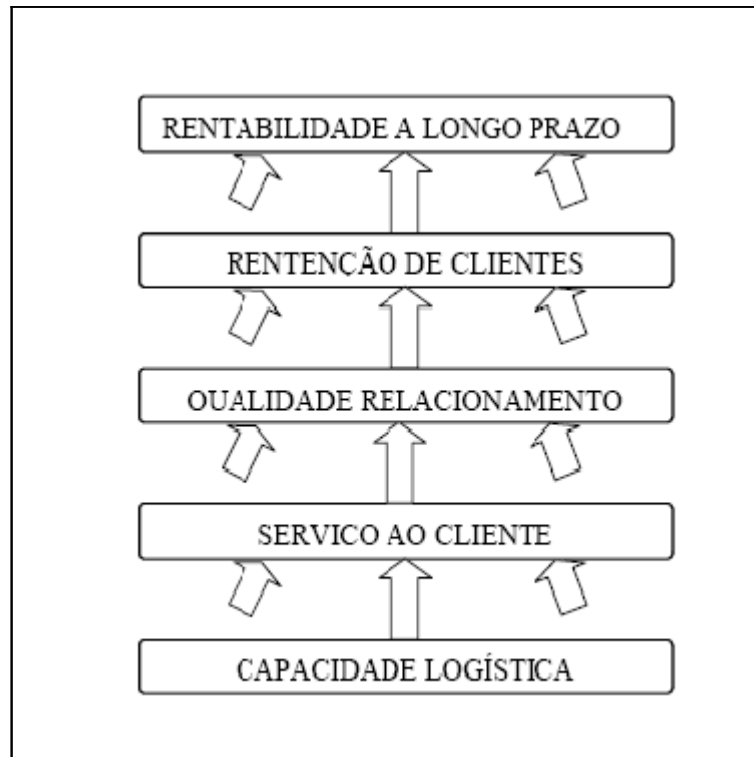 RENTABILIDADE A LONGO PRAZO
RENTENÇÃO DE CLIENTES
OUALIDADE RELACIONAMENTO
SERVICO AO CLIENTE
CAPACIDADE LOGÍSTICA